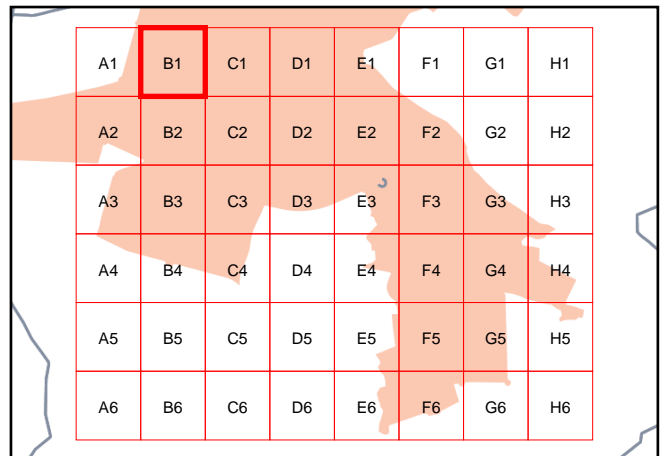 A1 B1 C1 D1 E1 F1 G1 H1
A2 B2 C2 D2 E2 F2 G2 H2
A3 B3 C3 D3 E3 F3 G3 H3
A4 B4 C4 D4 E4 F4 G4 H4
A5 B5 C5 D5 E5 F5 G5 H5
A6 B6 C6 D6 E6 F6 G6 H6